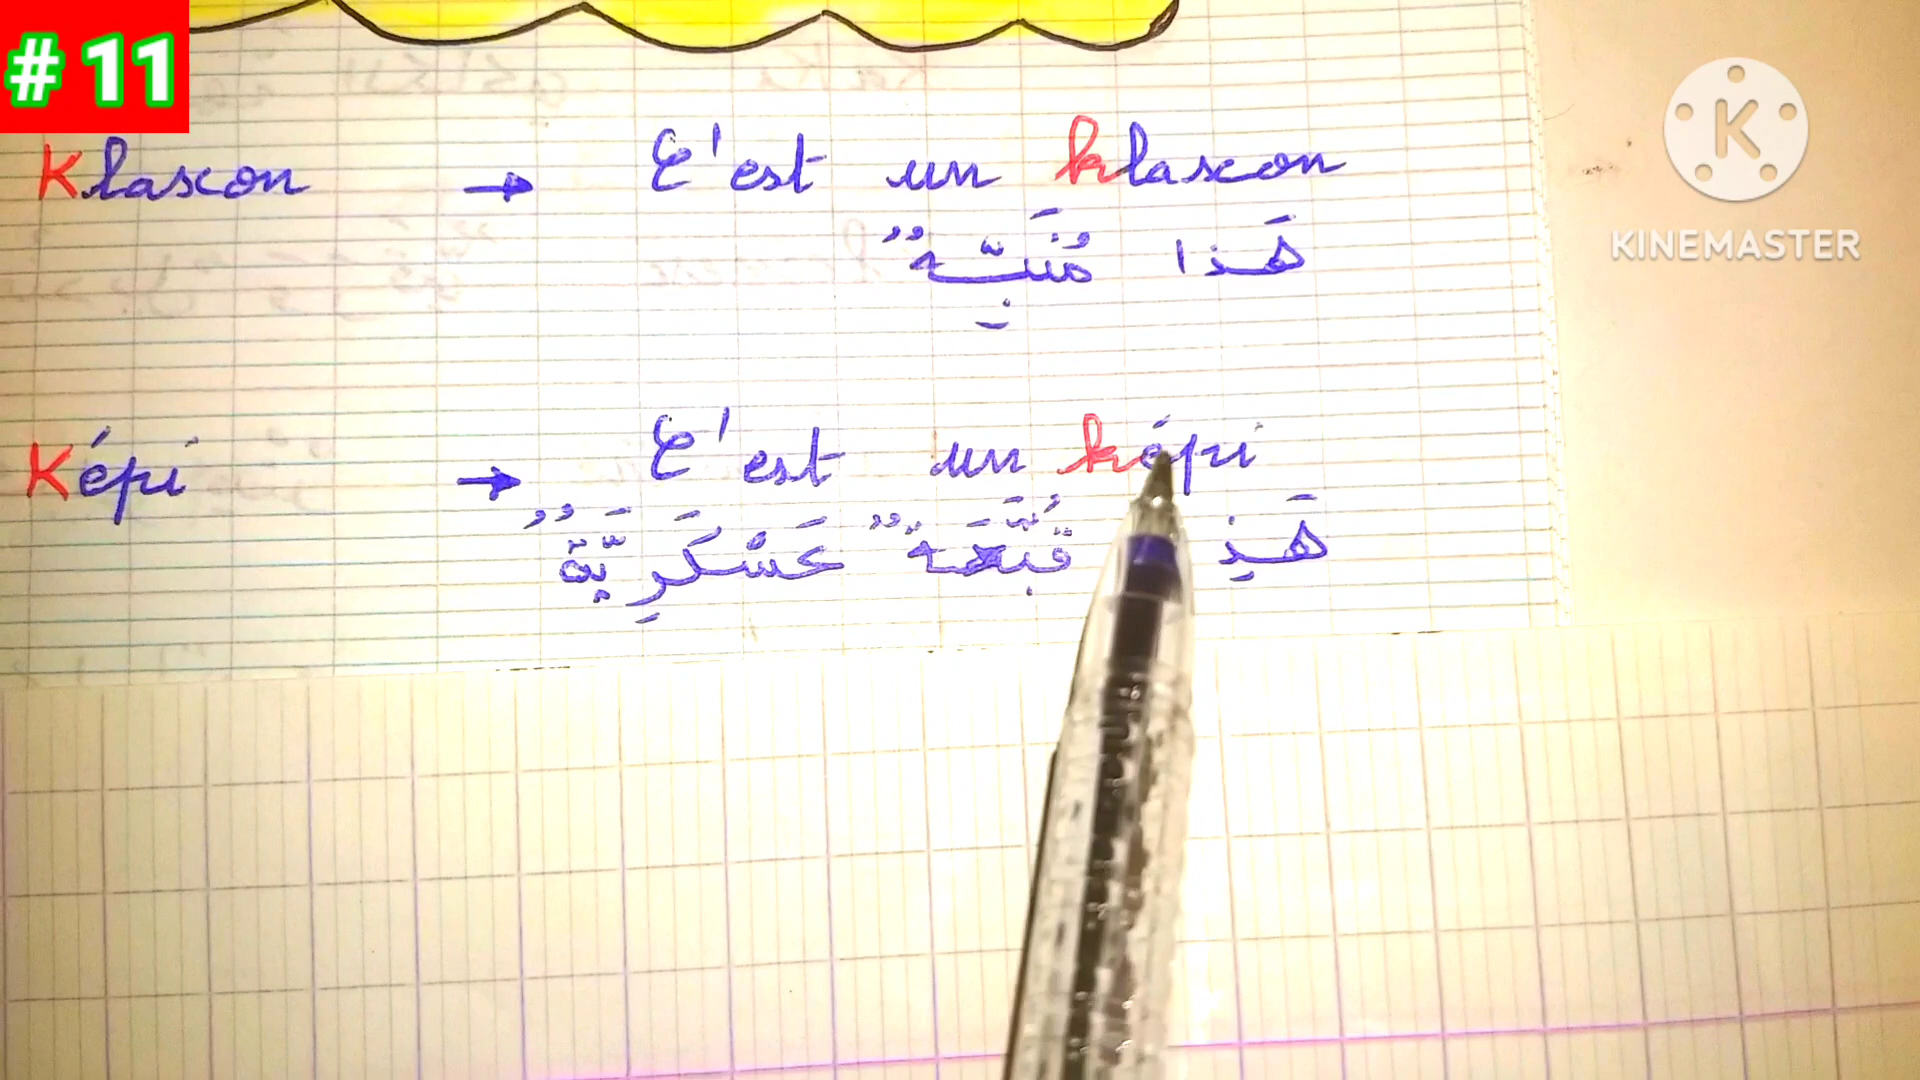 # 11
Klaxon → C'est un klaxon
هَذا مُنَبِّهٌ
Képi → C'est un képi
هَذِ قُبَّعَةٌ عَسْكَرِيَّةٌ
K
KINEMASTER